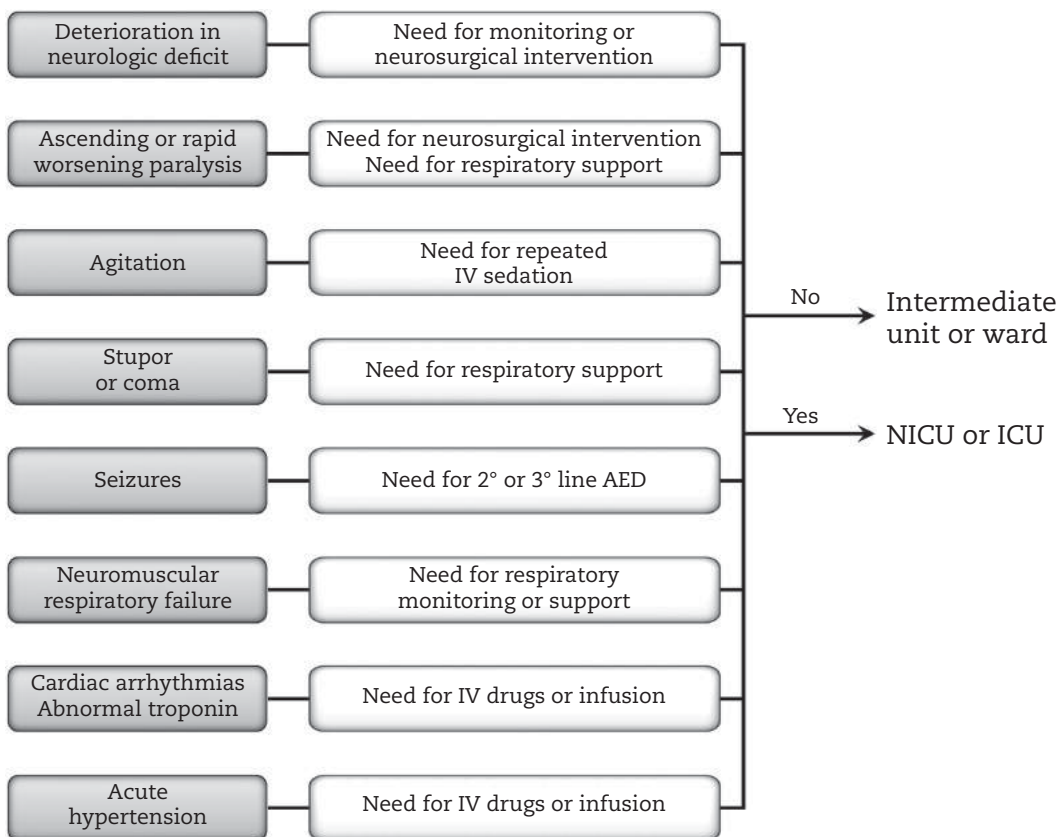 Deterioration in
neurologic deficit
Need for monitoring or
neurosurgical intervention
Ascending or rapid
worsening paralysis
Need for neurosurgical intervention
Need for respiratory support
Agitation
Need for repeated
IV sedation
No
Intermediate
unit or ward
Stupor
or coma
Need for respiratory support
Yes
NICU or ICU
Seizures
Need for 2° or 3° line AED
Neuromuscular
respiratory failure
Need for respiratory
monitoring or support
Cardiac arrhythmias
Abnormal troponin
Need for IV drugs or infusion
Acute
hypertension
Need for IV drugs or infusion